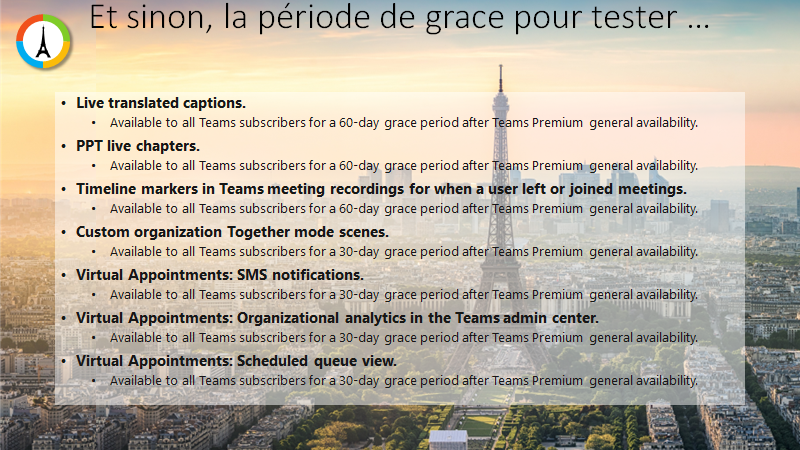 Et sinon, la période de grace pour tester ...
• Live translated captions.
• Available to all Teams subscribers for a 60-day grace period after Teams Premium general availability.
• PPT live chapters.
• Available to all Teams subscribers for a 60-day grace period after Teams Premium general availability.
• Timeline markers in Teams meeting recordings for when a user left or joined meetings.
• Available to all Teams subscribers for a 60-day grace period after Teams Premium general availability.
• Custom organization Together mode scenes.
• Available to all Teams subscribers for a 30-day grace period after Teams Premium general availability.
• Virtual Appointments: SMS notifications.
• Available to all Teams subscribers for a 30-day grace period after Teams Premium general availability.
• Virtual Appointments: Organizational analytics in the Teams admin center.
• Available to all Teams subscribers for a 30-day grace period after Teams Premium general availability.
• Virtual Appointments: Scheduled queue view.
• Available to all Teams subscribers for a 30-day grace period after Teams Premium general availability.